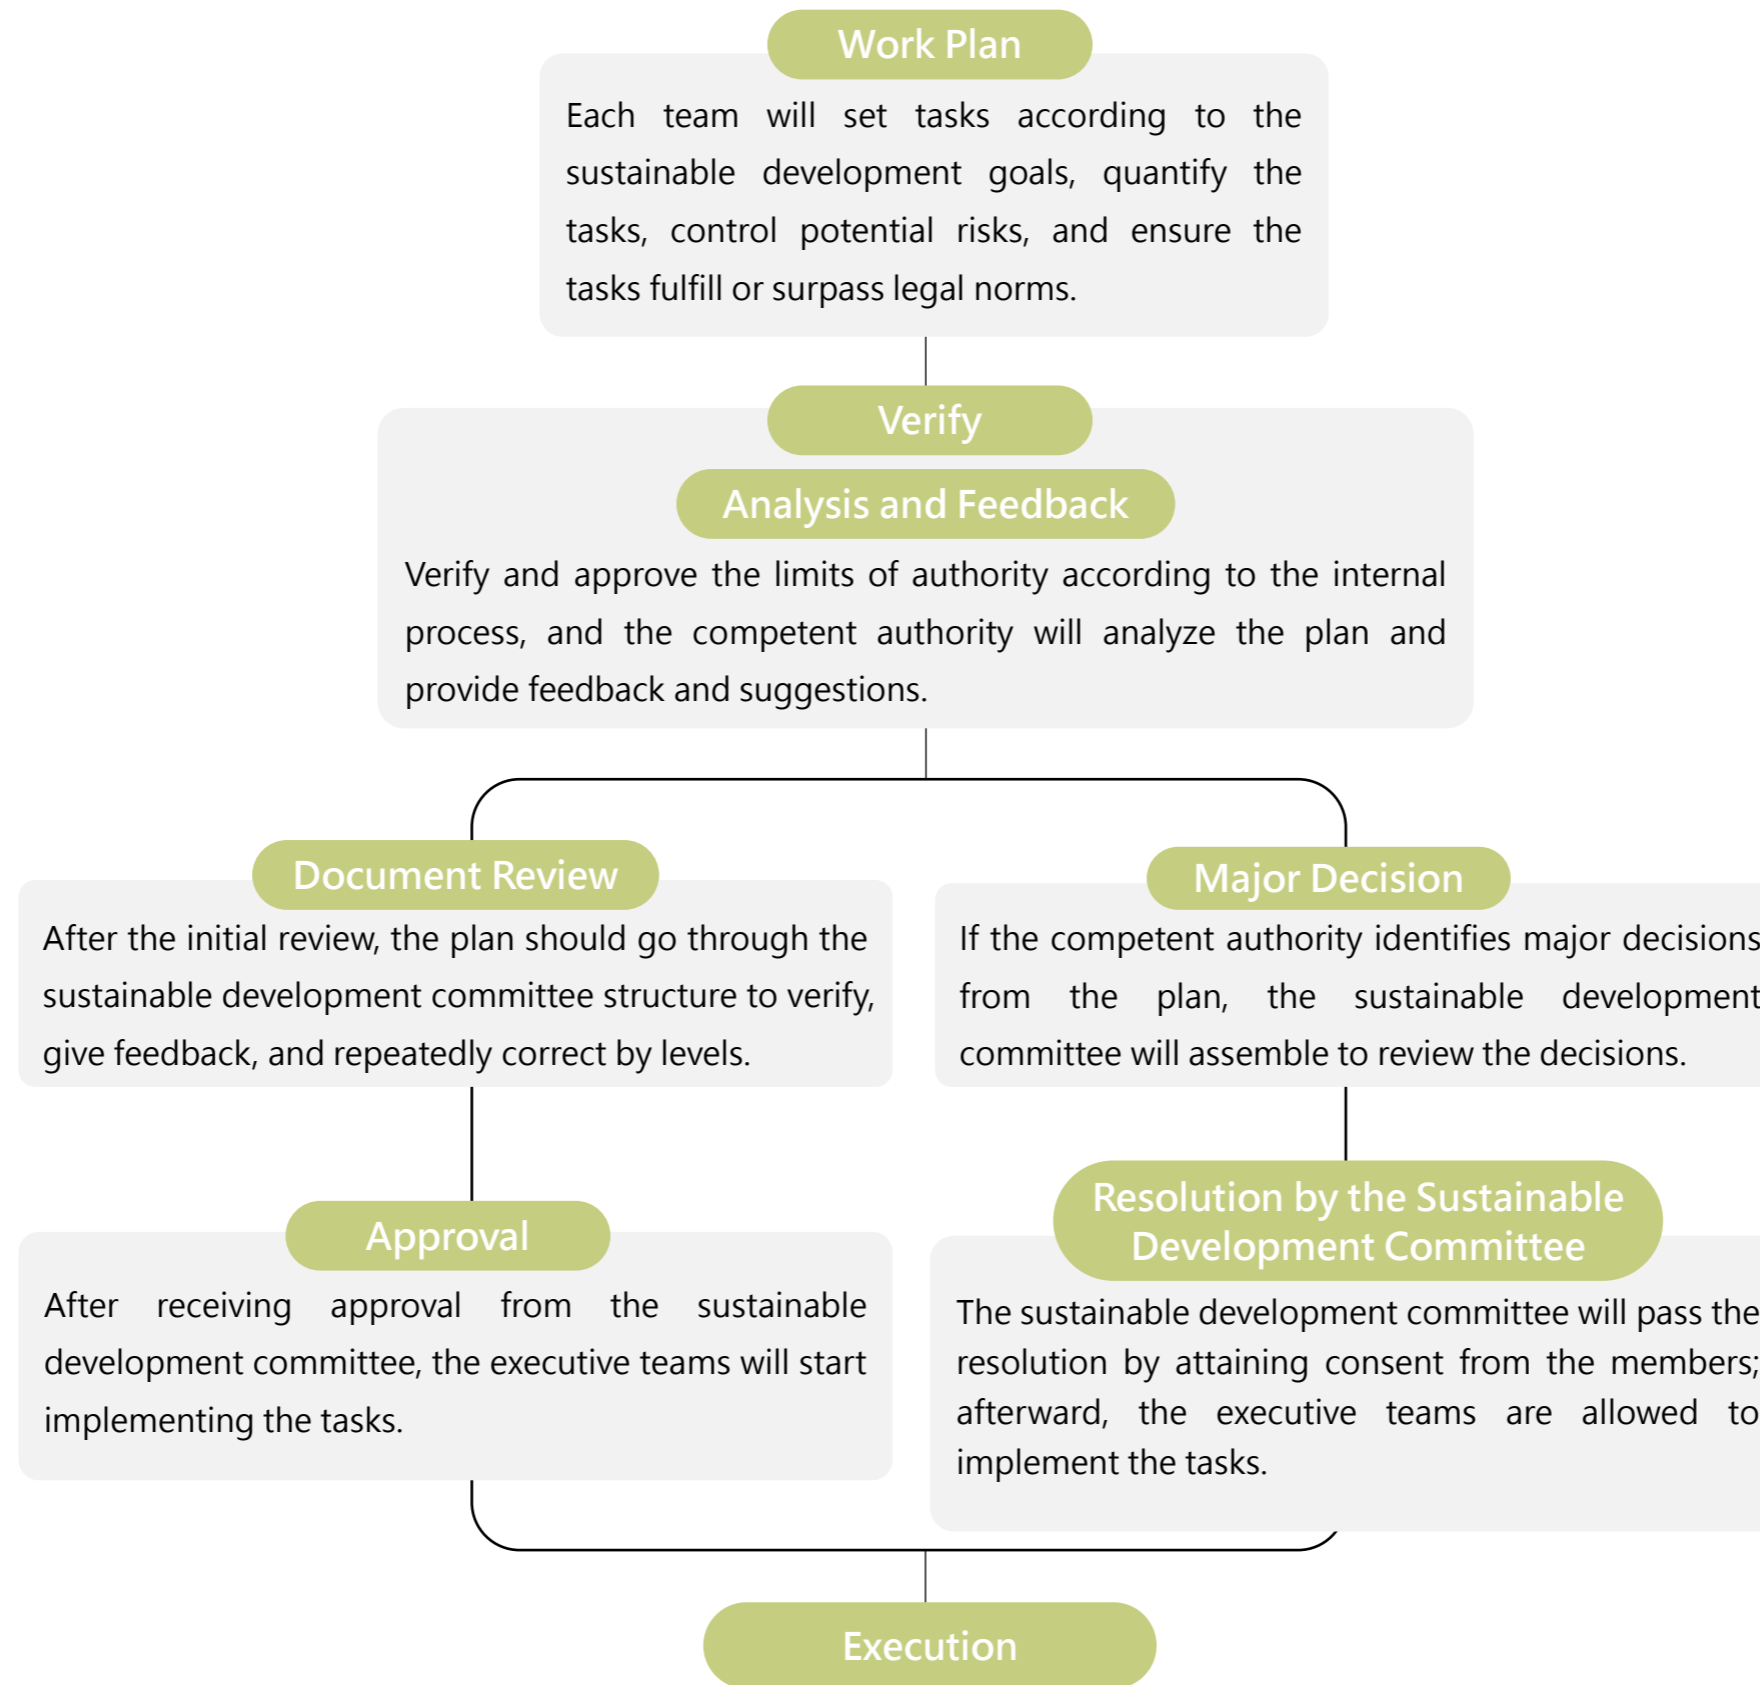 Work Plan
Each team will set tasks according to the
sustainable development goals, quantify the
tasks, control potential risks, and ensure the
tasks fulfill or surpass legal norms.
Verify
Analysis and Feedback
Verify and approve the limits of authority according to the internal
process, and the competent authority will analyze the plan and
provide feedback and suggestions.
Document Review
After the initial review, the plan should go through the
sustainable development committee structure to verify,
give feedback, and repeatedly correct by levels.
Major Decision
If the competent authority identifies major decisions
from the plan, the sustainable development
committee will assemble to review the decisions.
Approval
After receiving approval from the sustainable
development committee, the executive teams will start
implementing the tasks.
Resolution by the Sustainable
Development Committee
The sustainable development committee will pass the
resolution by attaining consent from the members;
afterward, the executive teams are allowed to
implement the tasks.
Execution